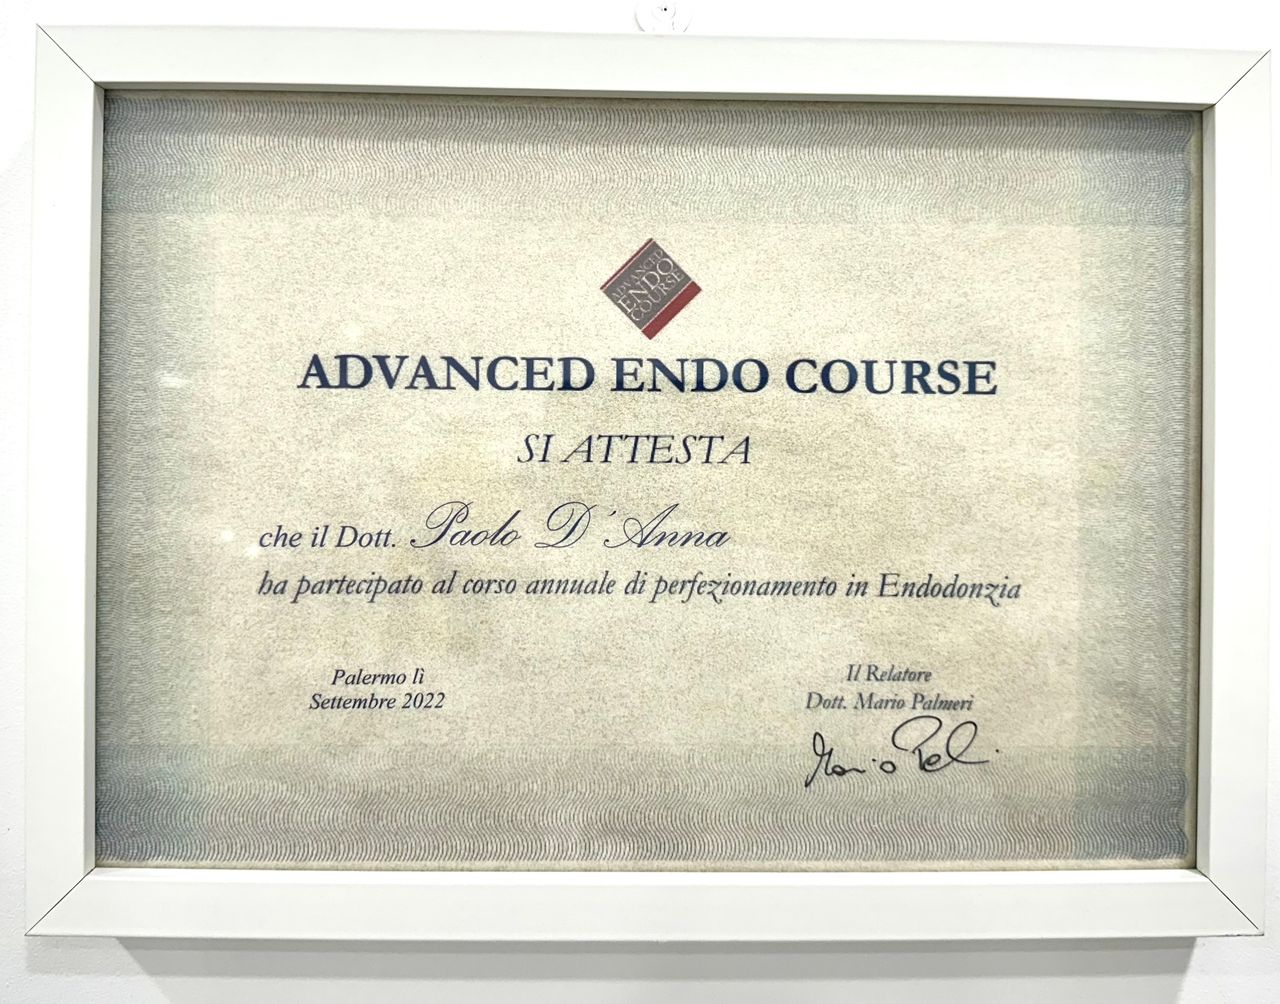 ADVANCED
ENDO
COURSE
ADVANCED ENDO COURSE
SI ATTESTA
che il Dott. Paolo D'Anna
ha partecipato al corso annuale di perfezionamento in Endodonzia
Palermo lì
Settembre 2022
Il Relatore
Dott. Mario Palmeri